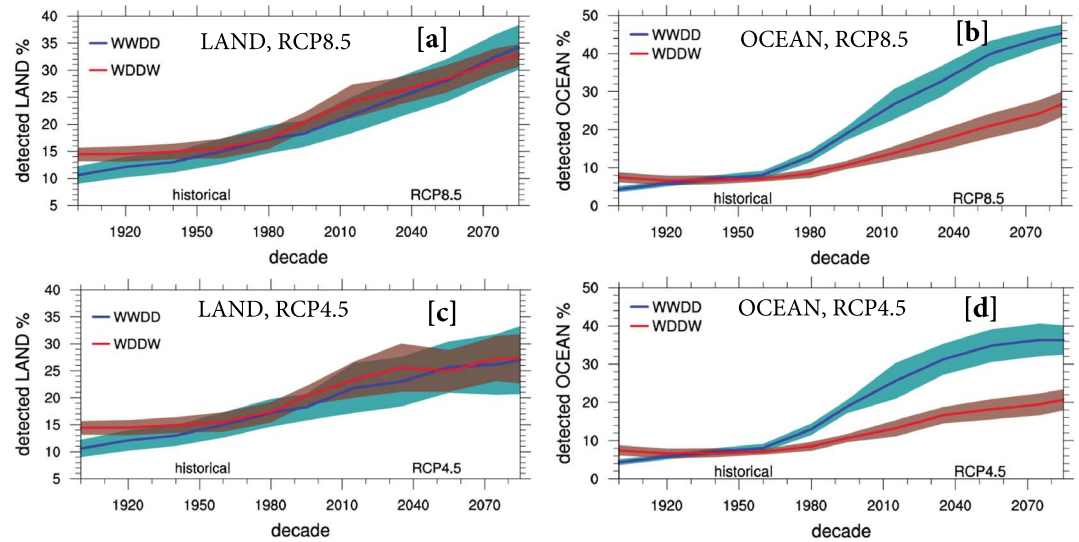 LAND, RCP8.5
[a]
WWDD
WDDW
detected LAND %
40
35
30
25
20
15
10
5
historical
RCP8.5
1920
1950
1980
2010
2040
2070
decade
OCEAN, RCP8.5
[b]
WWDD
WDDW
detected OCEAN %
50
40
30
20
10
0
historical
RCP8.5
1920
1950
1980
2010
2040
2070
decade
LAND, RCP4.5
[c]
WWDD
WDDW
detected LAND %
40
35
30
25
20
15
10
5
historical
RCP4.5
1920
1950
1980
2010
2040
2070
decade
OCEAN, RCP4.5
[d]
WWDD
WDDW
detected OCEAN %
50
40
30
20
10
0
historical
RCP4.5
1920
1950
1980
2010
2040
2070
decade